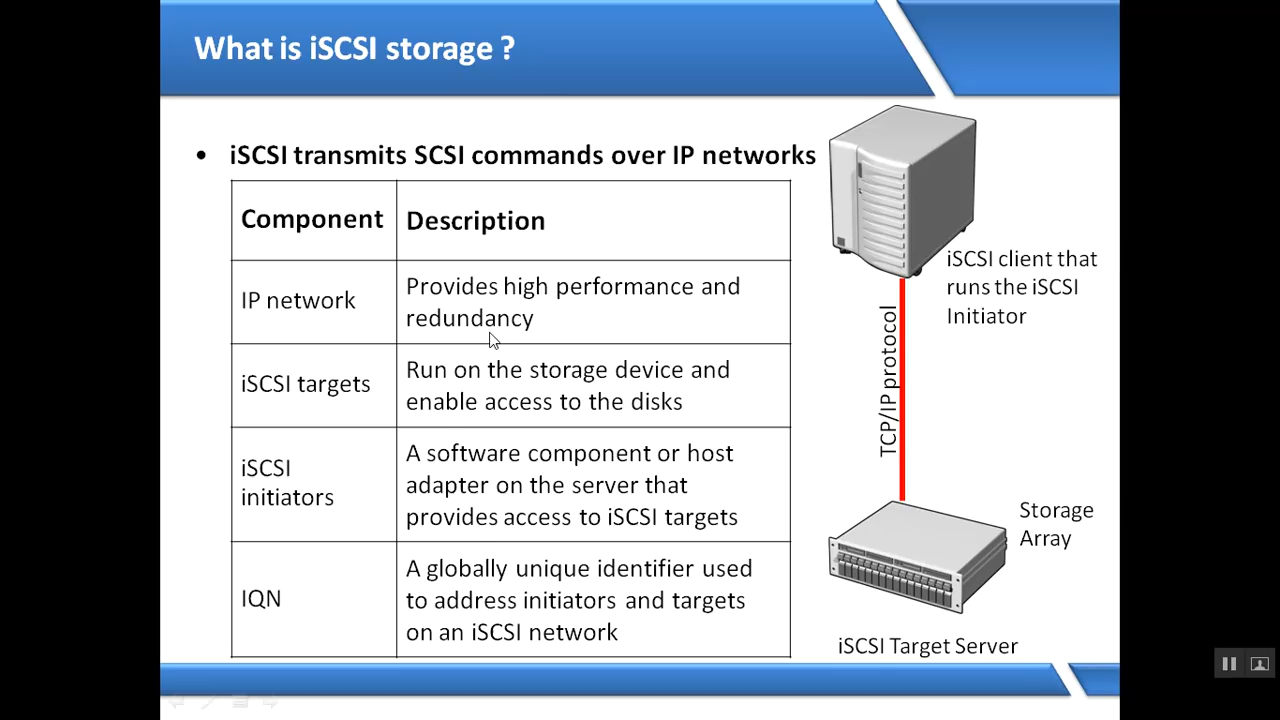 What is iSCSI storage ?
• iSCSI transmits SCSI commands over IP networks
Component
Description
IP network
Provides high performance and
redundancy
iSCSI targets
Run on the storage device and
enable access to the disks
iSCSI
initiators
A software component or host
adapter on the server that
provides access to iSCSI targets
IQN
A globally unique identifier used
to address initiators and targets
on an iSCSI network
iSCSI client that
runs the iSCSI
Initiator
TCP/IP protocol
Storage
Array
iSCSI Target Server